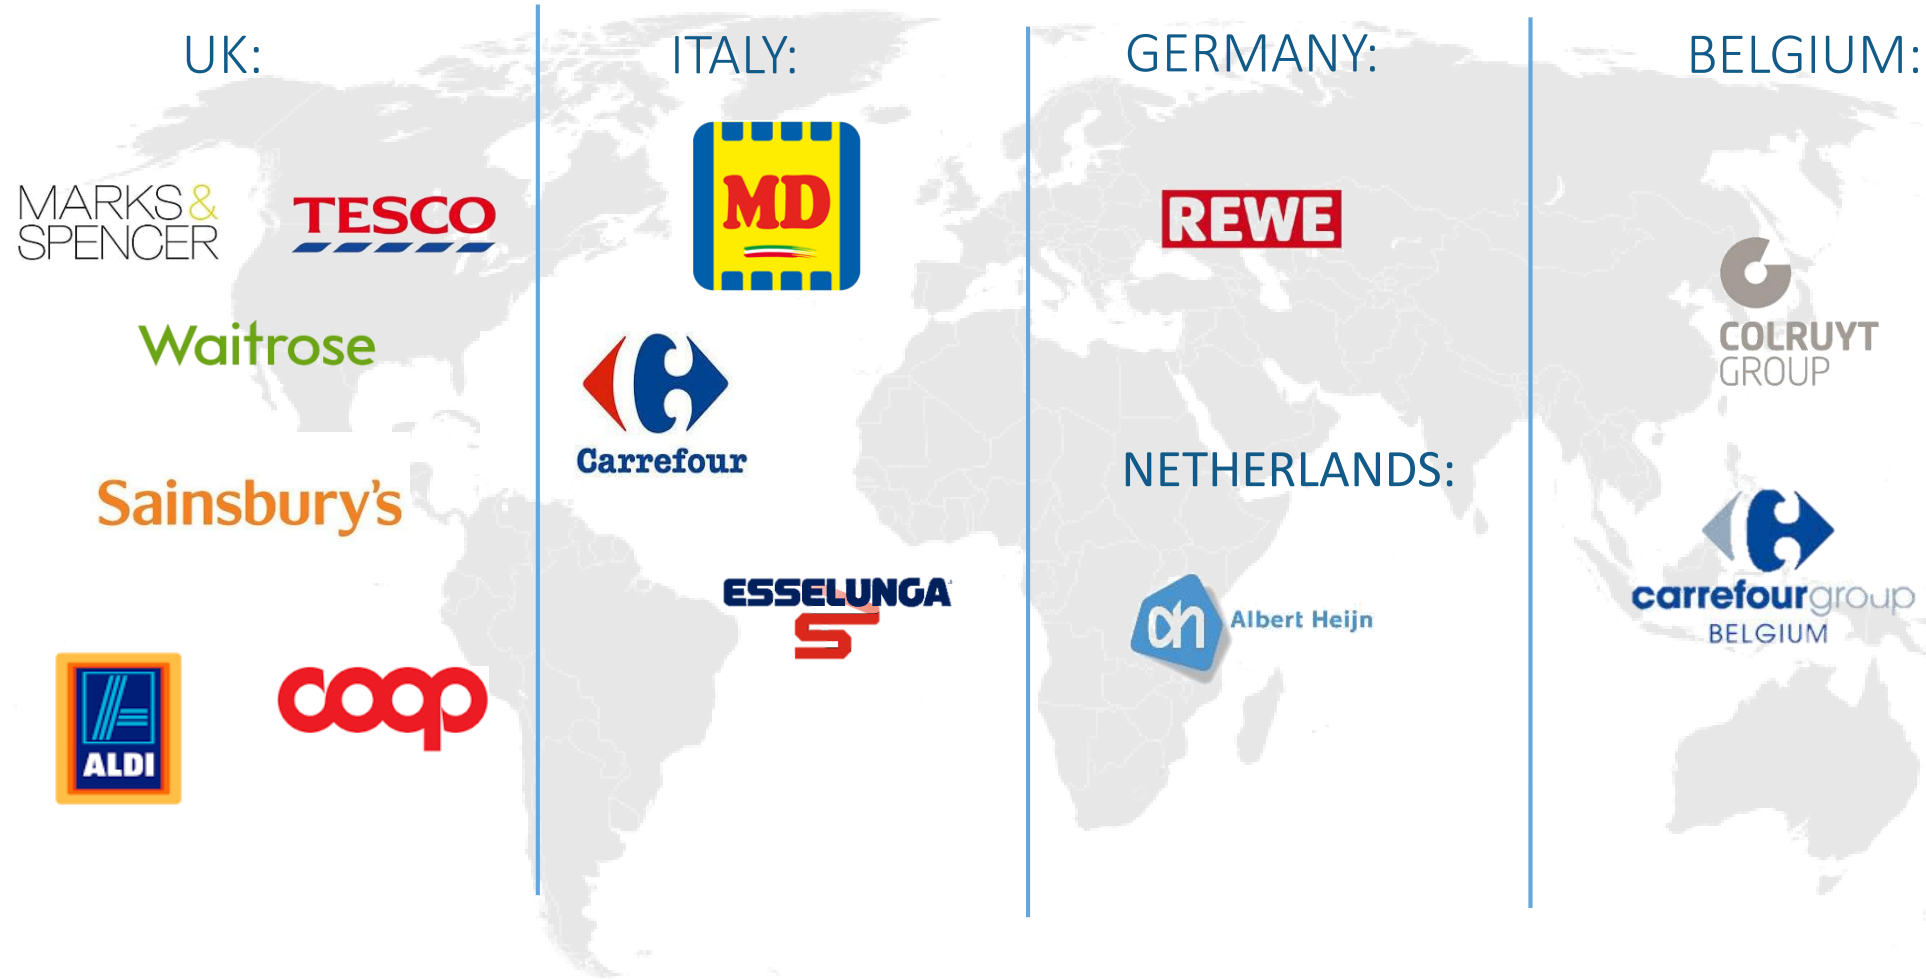 UK:
MARKS &
SPENCER
TESCO
Waitrose
Sainsbury's
ALDI
coop
ITALY:
MD
Carrefour
ESSELUNGA
S
GERMANY:
REWE
NETHERLANDS:
ah
Albert Heijn
BELGIUM:
COLRUYT
GROUP
carrefourgroup
BELGIUM